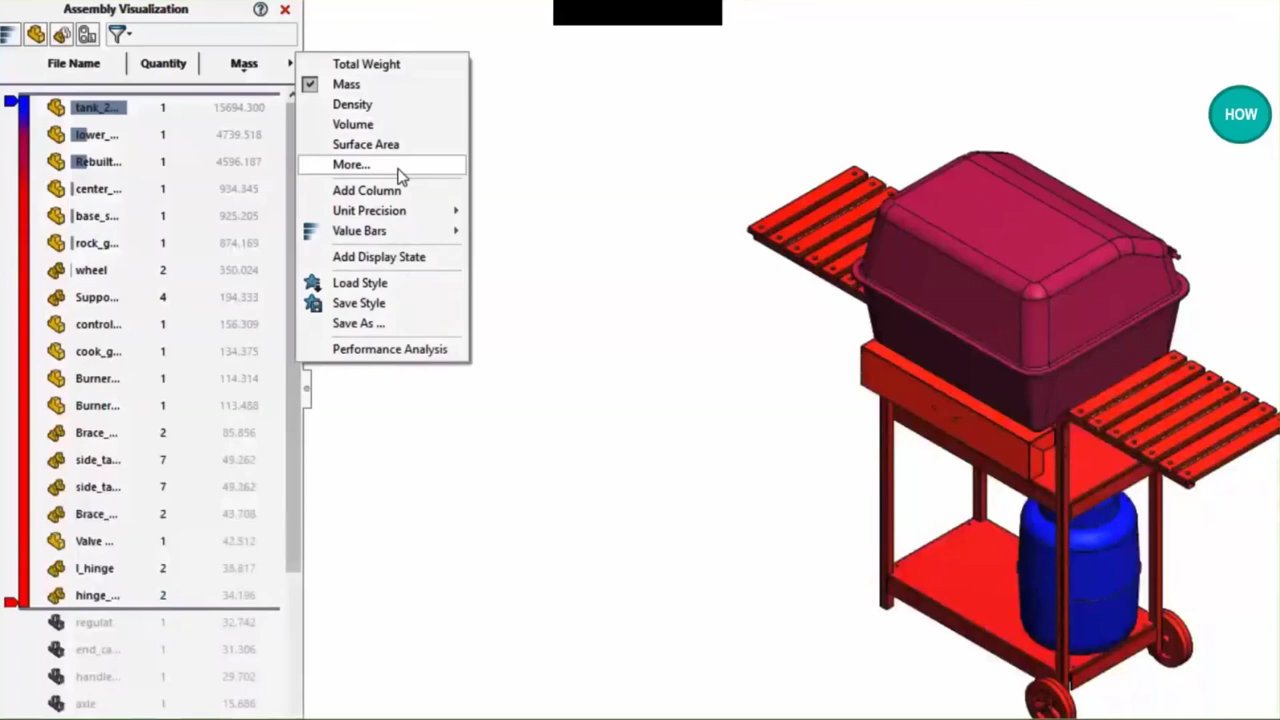 Assembly Visualization
File Name Quantity Mass
tank_2... 1 15694.300
lower_... 1 4739.518
Rebuilt... 1 4596.187
center_... 1 934.345
base_s... 1 925.205
rock_g... 1 874.169
wheel 2 350.024
Suppo... 4 194.333
control... 1 156.309
cook_g... 1 134.375
Burner... 1 114.314
Burner... 1 113.488
Brace_... 2 85.856
side_ta... 7 49.262
side_ta... 7 49.262
Brace_... 2 43.708
Valve ... 1 42.512
l_hinge 2 38.817
hinge_... 2 34.196
regulat... 1 32.742
end_ca... 1 31.306
handle... 1 29.702
axle 1 15.686
Total Weight
Mass
Density
Volume
Surface Area
More...
Add Column
Unit Precision
Value Bars
Add Display State
Load Style
Save Style
Save As ...
Performance Analysis
HOW